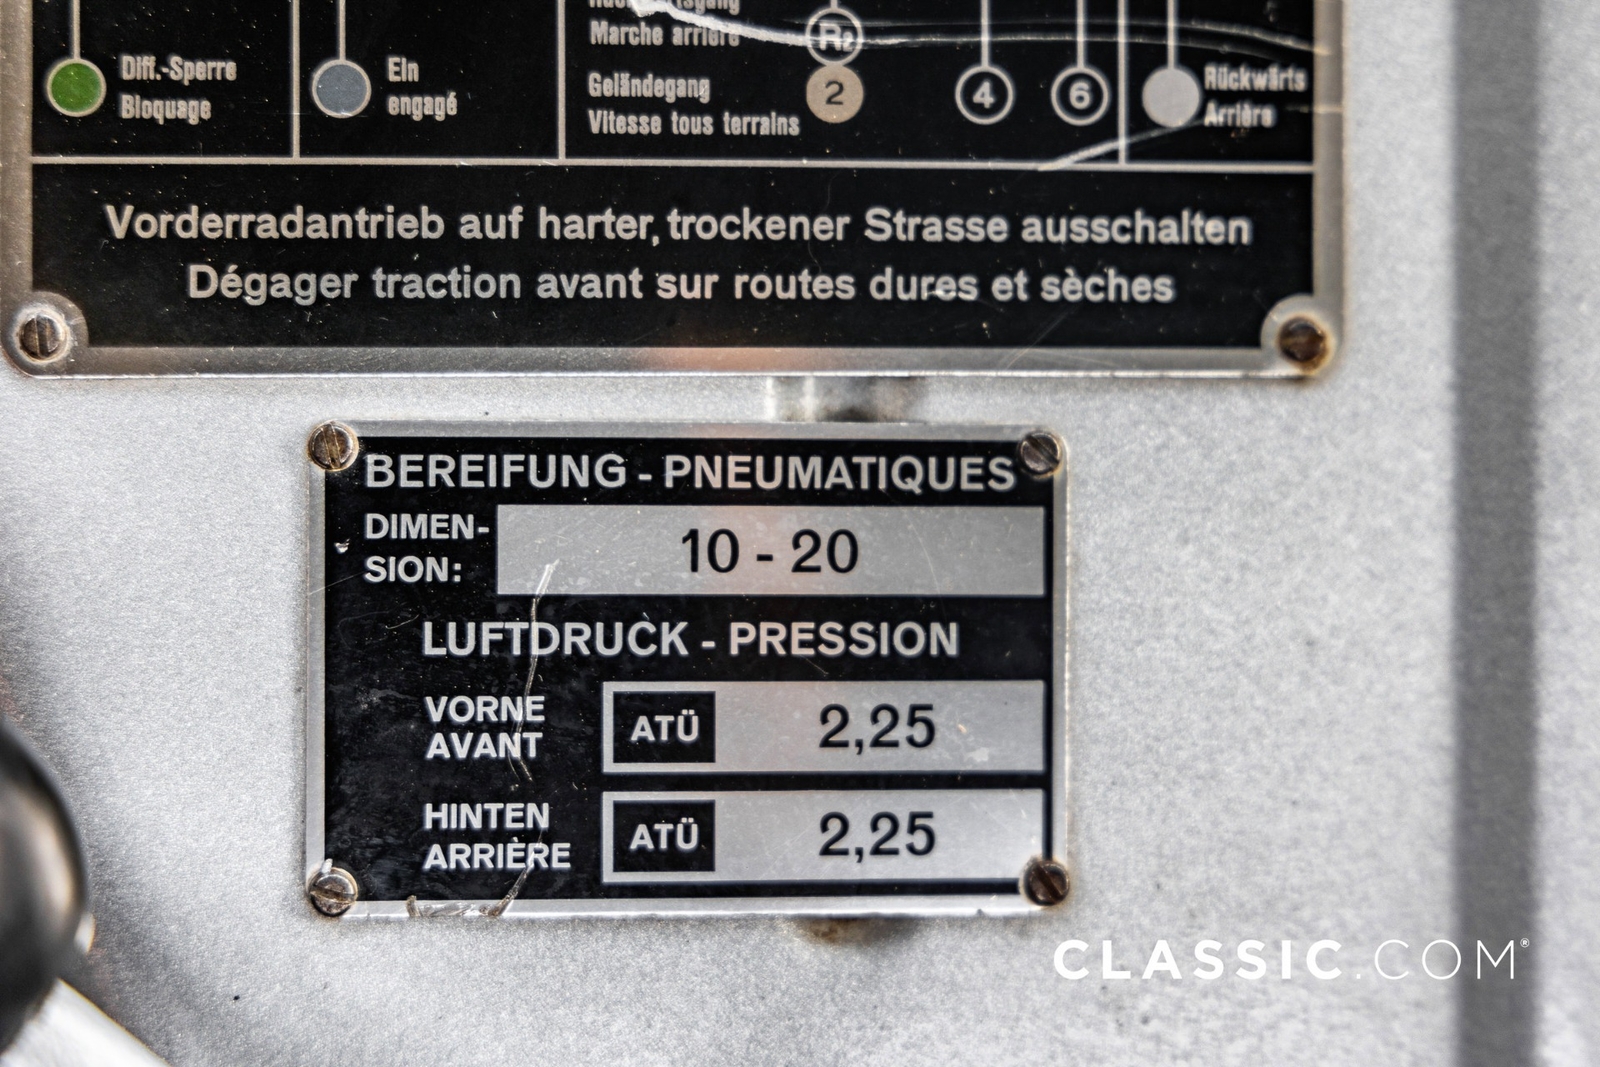 Diff.-Sperre
Bloquage
Ein
engagé
Marche arrière
R2
Geländegang
Vitesse tous terrains
2
4
6
Rückwärts
Arrière
Vorderradantrieb auf harter, trockener Strasse ausschalten
Dégager traction avant sur routes dures et sèches
BEREIFUNG - PNEUMATIQUES
DIMEN-
SION:
10 - 20
LUFTDRUCK - PRESSION
VORNE
AVANT
ATÜ
2,25
HINTEN
ARRIÈRE
ATÜ
2,25
CLASSIC.COM®